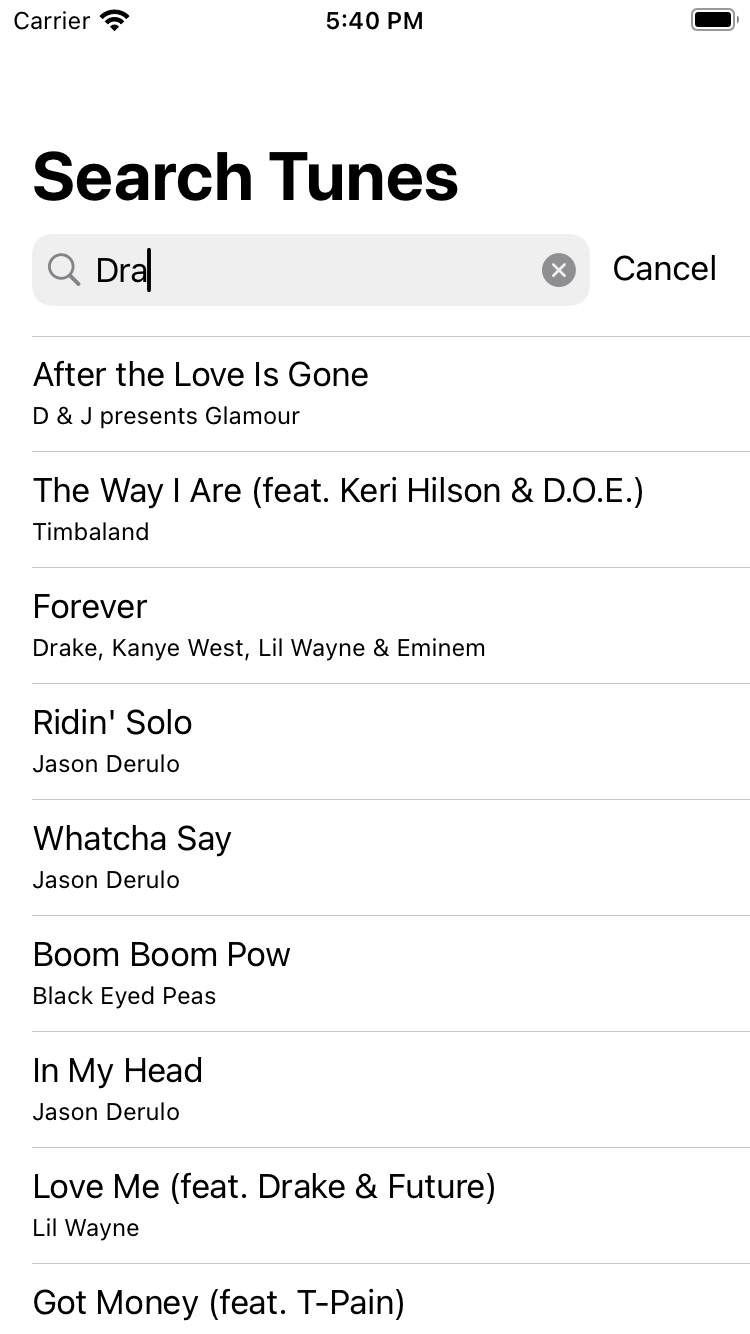 Carrier 5:40 PM
Search Tunes
Dra Cancel
After the Love Is Gone
D & J presents Glamour
The Way I Are (feat. Keri Hilson & D.O.E.)
Timbaland
Forever
Drake, Kanye West, Lil Wayne & Eminem
Ridin' Solo
Jason Derulo
Whatcha Say
Jason Derulo
Boom Boom Pow
Black Eyed Peas
In My Head
Jason Derulo
Love Me (feat. Drake & Future)
Lil Wayne
Got Money (feat. T-Pain)